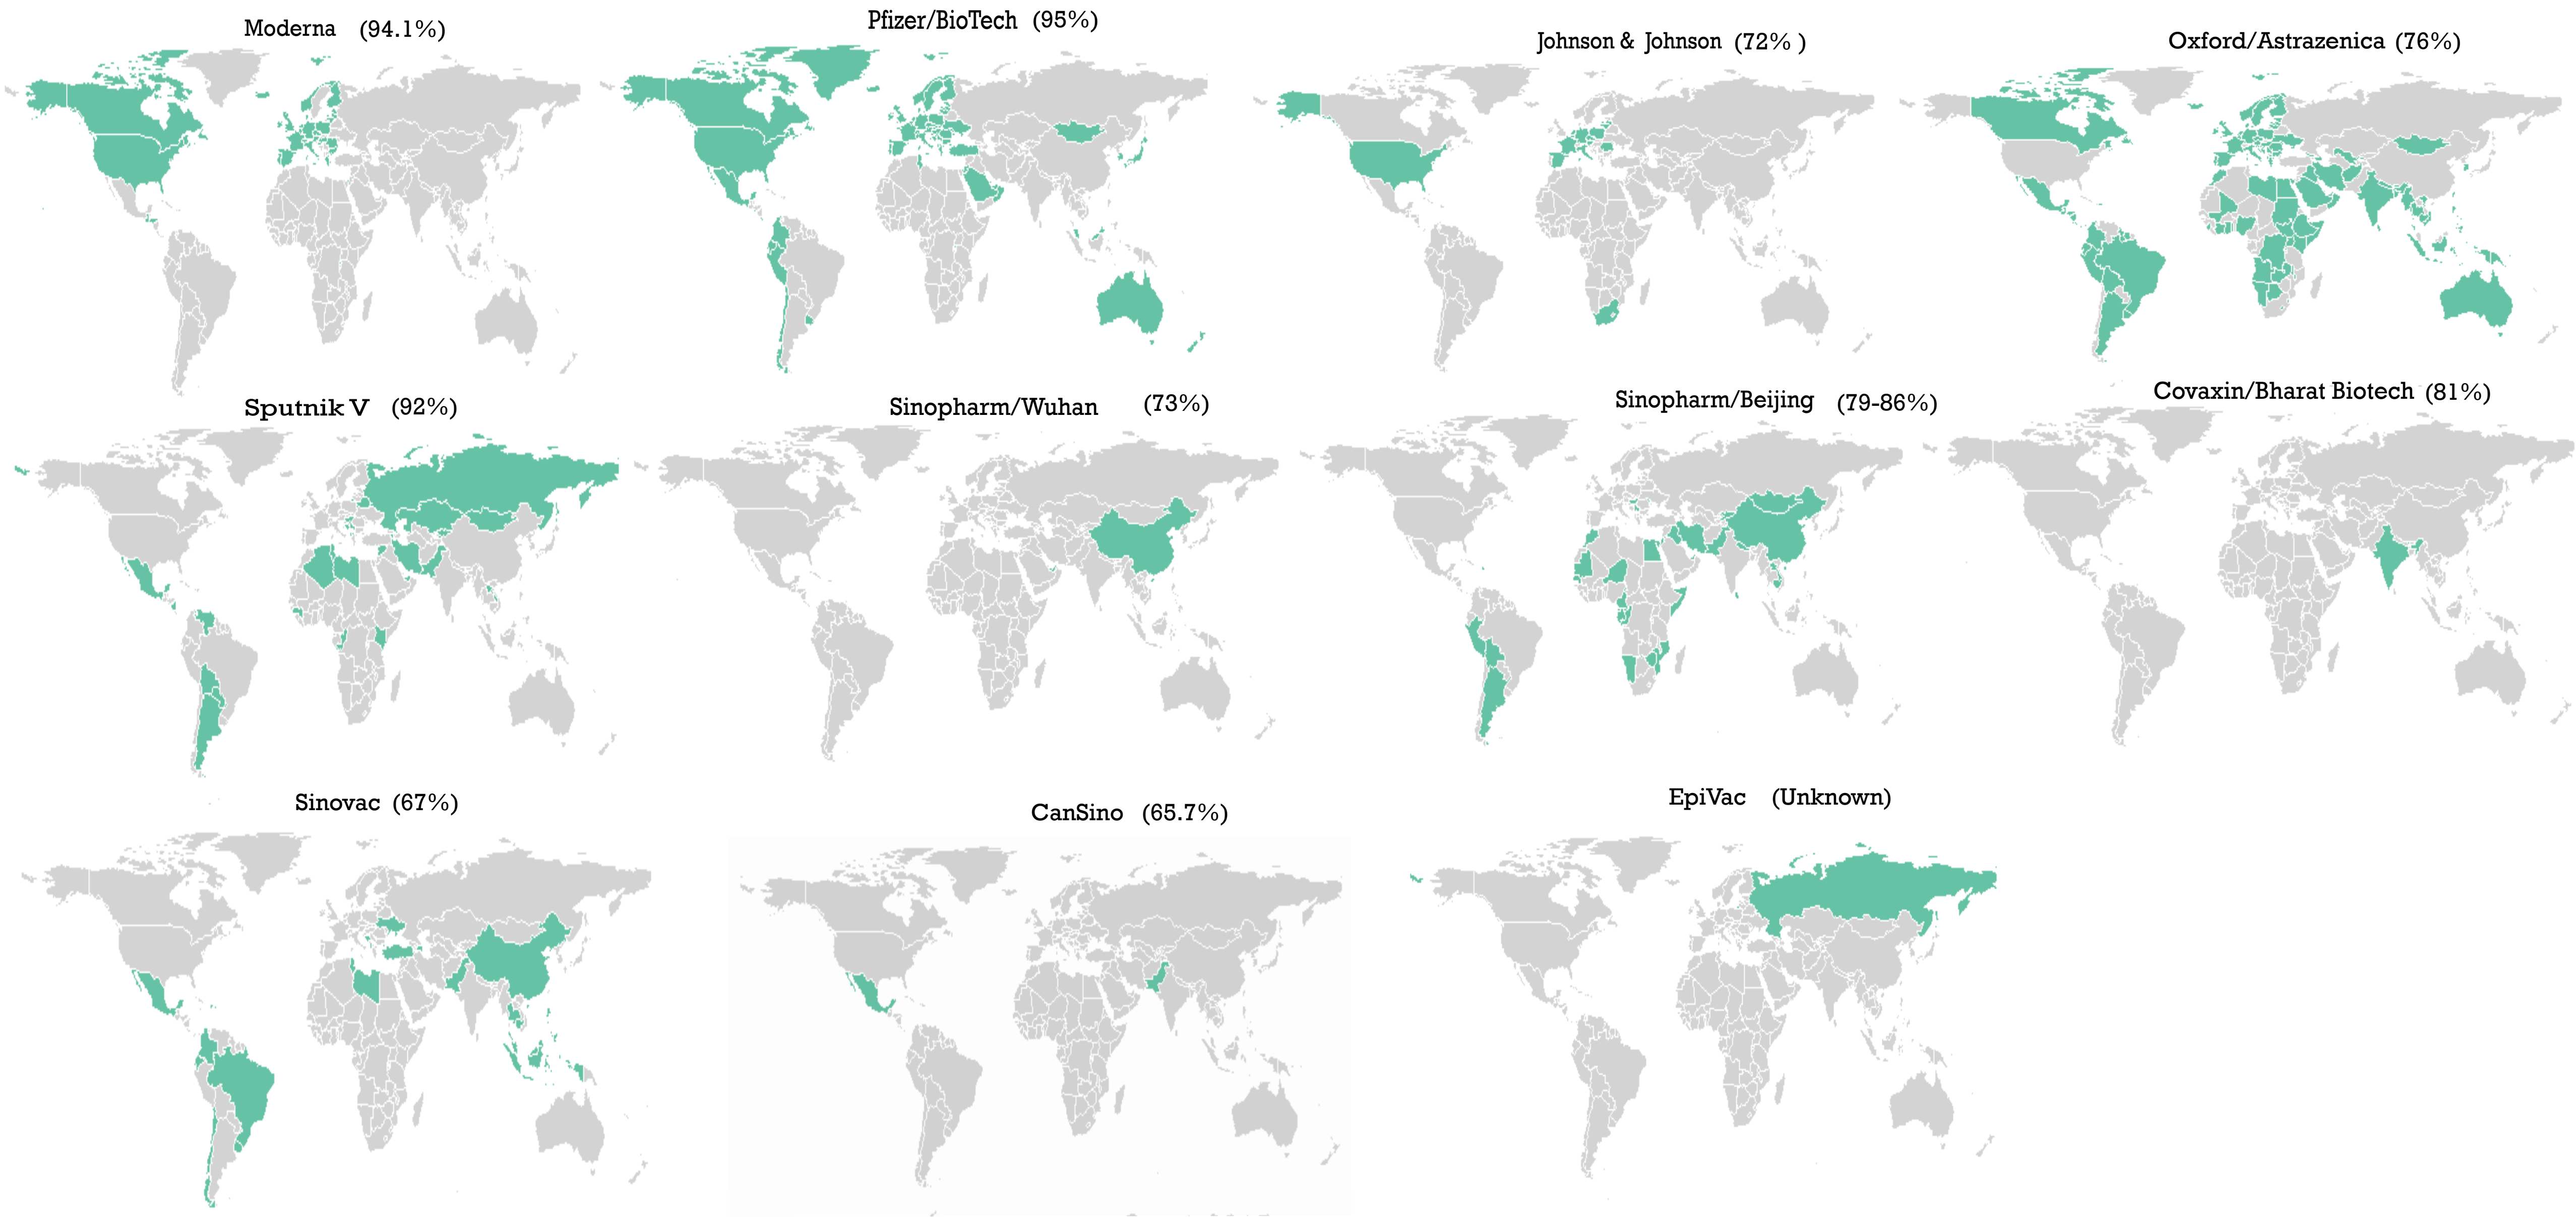 Moderna (94.1%)
Pfizer/BioTech (95%)
Johnson & Johnson (72% )
Oxford/Astrazenica (76%)
Sputnik V (92%)
Sinopharm/Wuhan (73%)
Sinopharm/Beijing (79-86%)
Covaxin/Bharat Biotech (81%)
Sinovac (67%)
CanSino (65.7%)
EpiVac (Unknown)